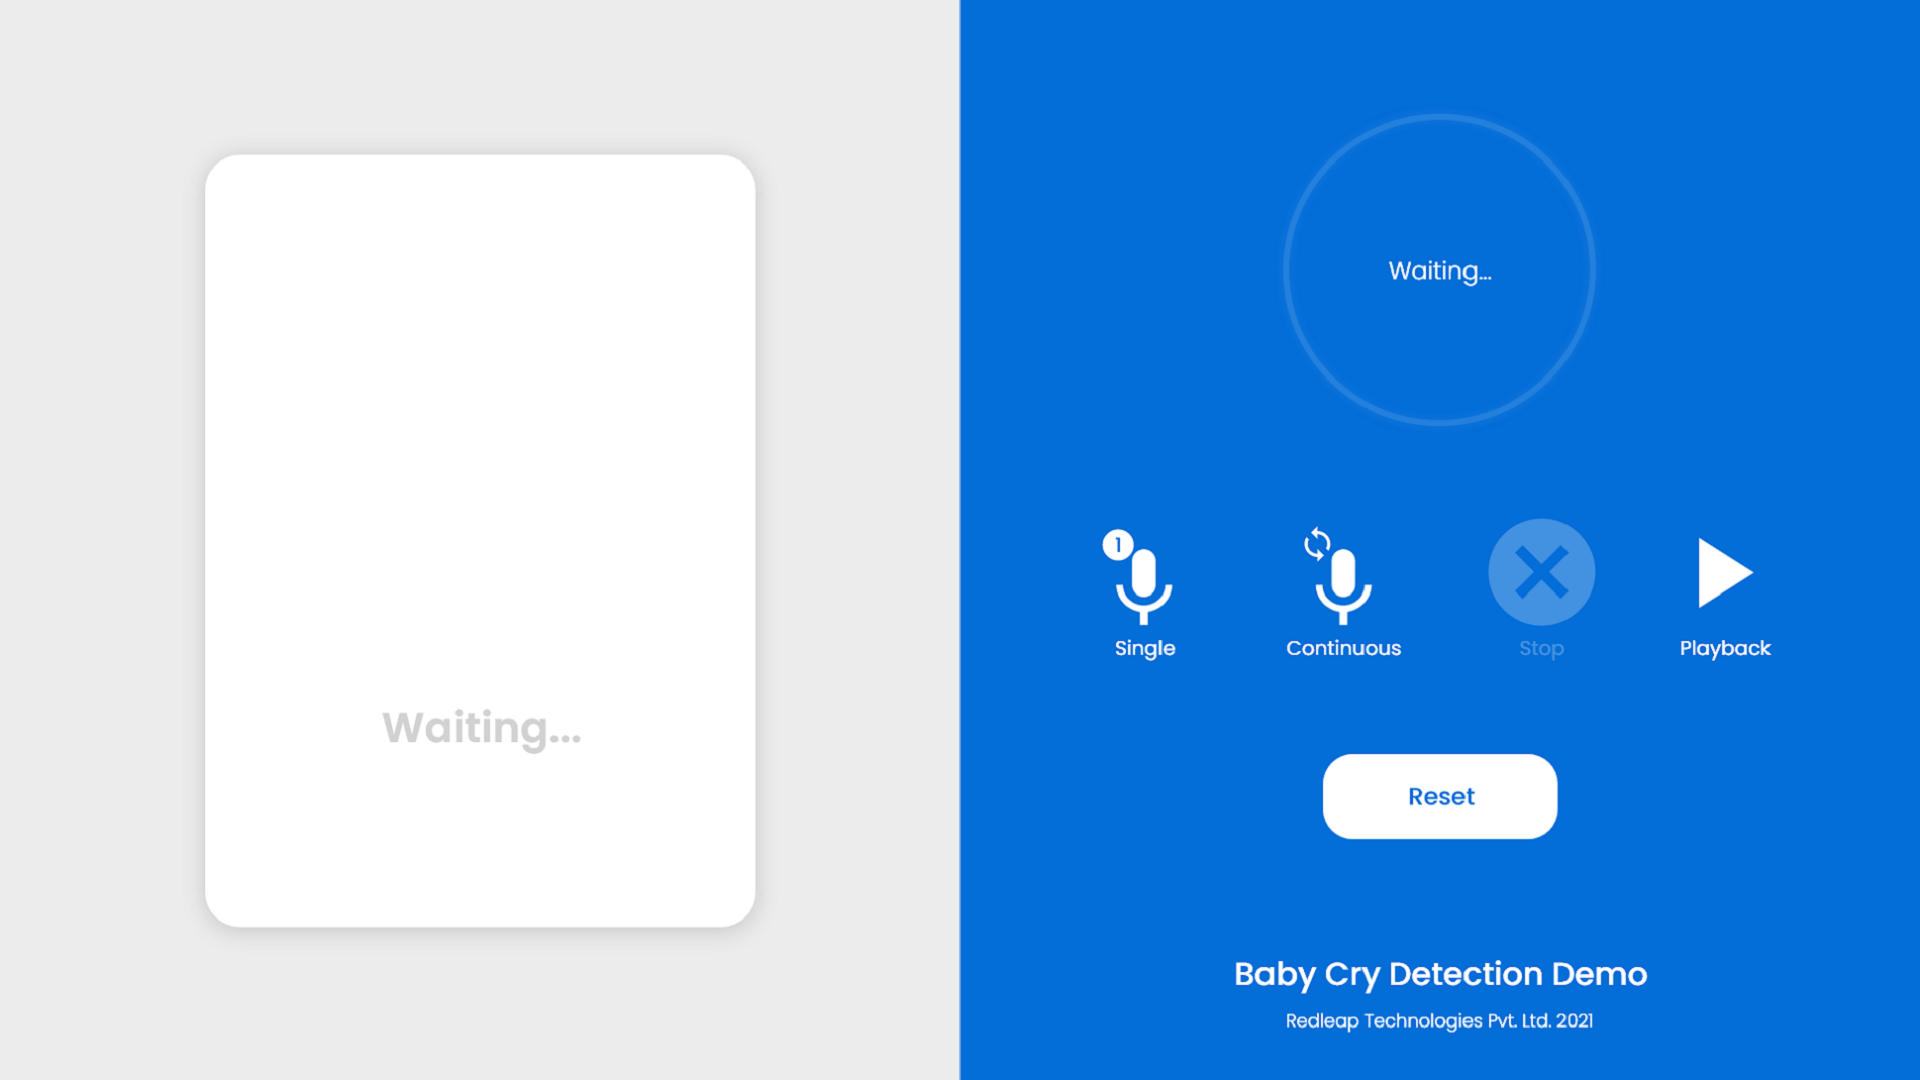 Waiting...
Waiting...
1
Single
Continuous
Stop
Playback
Reset
Baby Cry Detection Demo
Redleap Technologies Pvt. Ltd. 2021